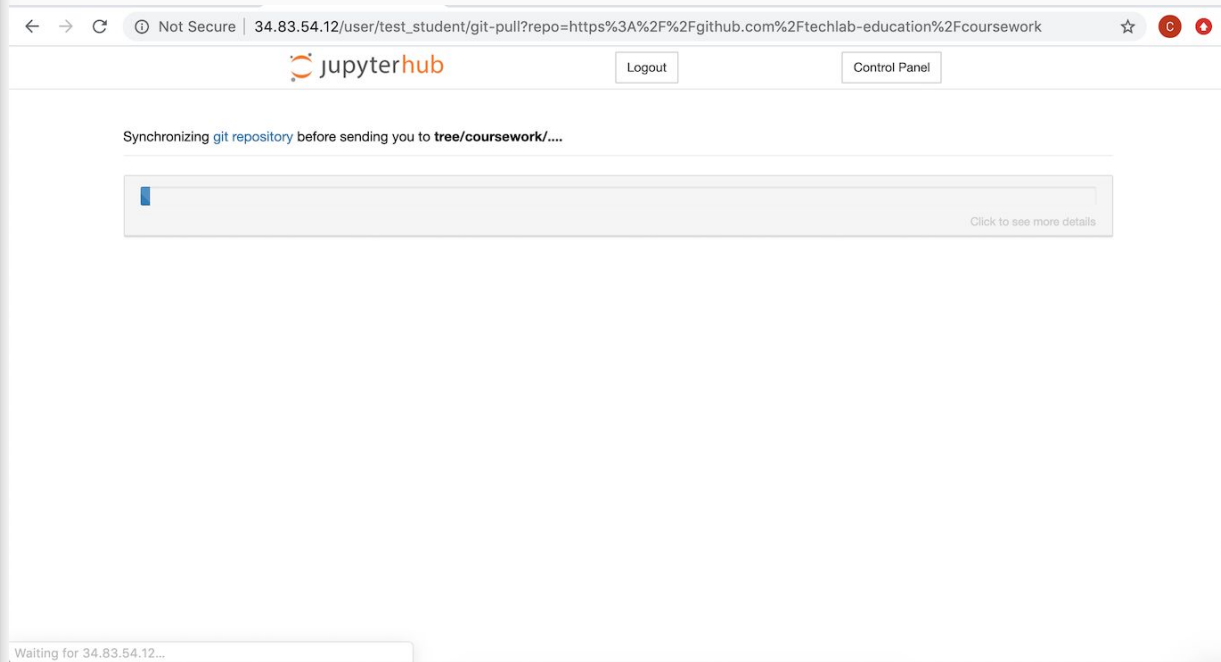 Not Secure | 34.83.54.12/user/test_student/git-pull?repo=https%3A%2F%2Fgithub.com%2Ftechlab-education%2Fcoursework C
jupyterhub Logout Control Panel
Synchronizing git repository before sending you to tree/coursework/....
Click to see more details
Waiting for 34.83.54.12...